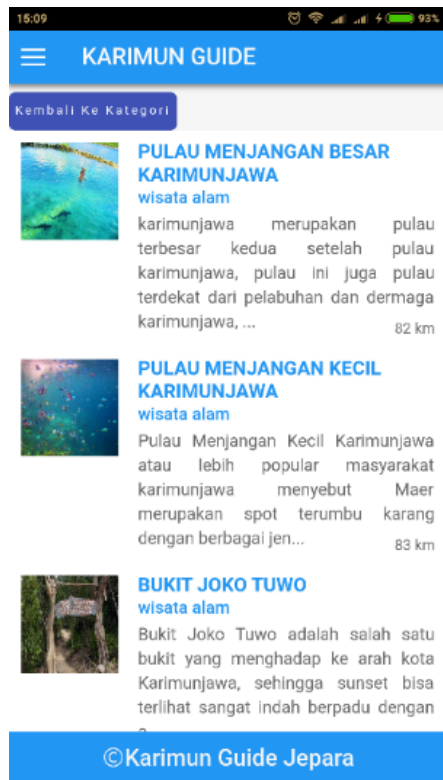 15:09
93%
KARIMUN GUIDE
Kembali Ke Kategori
PULAU MENJANGAN BESAR
KARIMUNJAWA
wisata alam
karimunjawa merupakan pulau
terbesar kedua setelah pulau
karimunjawa, pulau ini juga pulau
terdekat dari pelabuhan dan dermaga
karimunjawa, ...
82 km
PULAU MENJANGAN KECIL
KARIMUNJAWA
wisata alam
Pulau Menjangan Kecil Karimunjawa
atau lebih popular masyarakat
karimunjawa menyebut Maer
merupakan spot terumbu karang
dengan berbagai jen...
83 km
BUKIT JOKO TUWO
wisata alam
Bukit Joko Tuwo adalah salah satu
bukit yang menghadap ke arah kota
Karimunjawa, sehingga sunset bisa
terlihat sangat indah berpadu dengan
©Karimun Guide Jepara